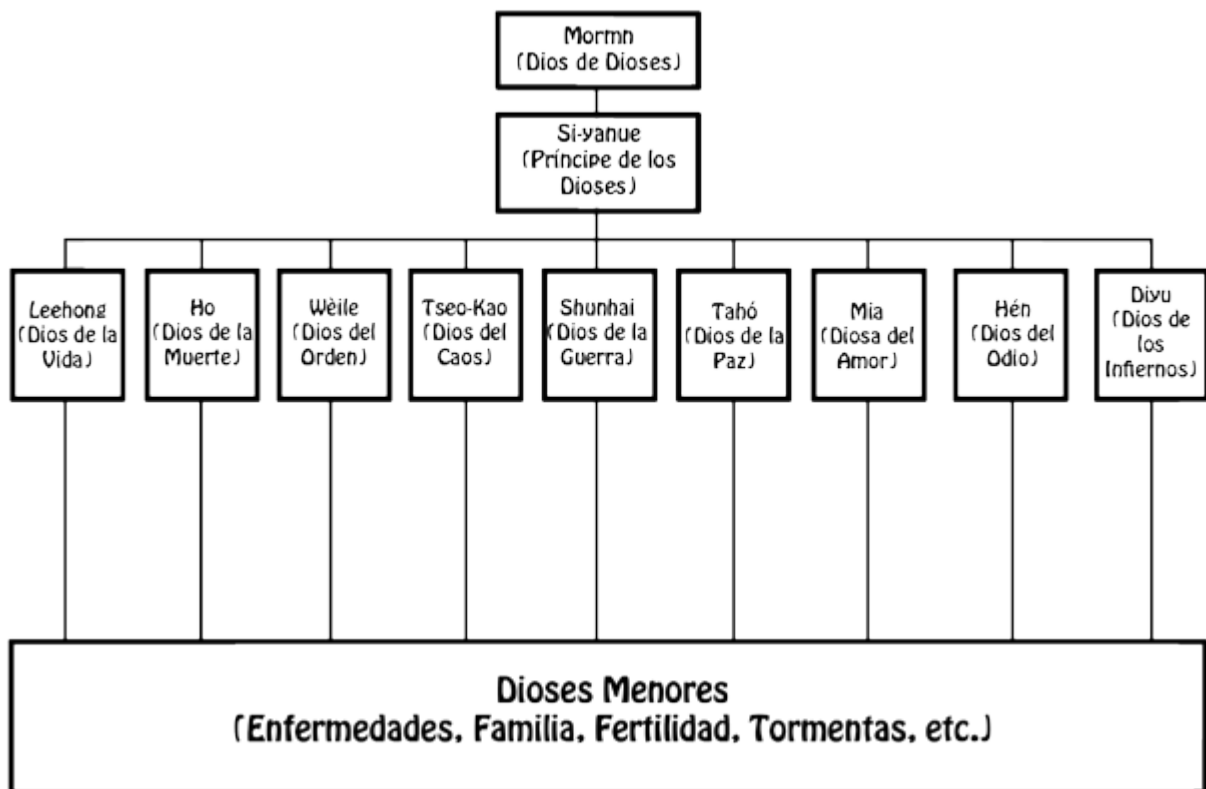 Mormn
(Dios de Dioses)
Si-yanue
(Príncipe de los
Dioses)
Leehong
(Dios de la
Vida)
Ho
(Dios de la
Muerte)
Wèile
(Dios del
Orden)
Tseo-Kao
(Dios del
Caos)
Shunhai
(Dios de la
Guerra)
Tahó
(Dios de la
Paz)
Mia
(Diosa del
Amor)
Hén
(Dios del
Odio)
Diyu
(Dios de
los
Infiernos)
Dioses Menores
(Enfermedades, Familia, Fertilidad, Tormentas, etc.)